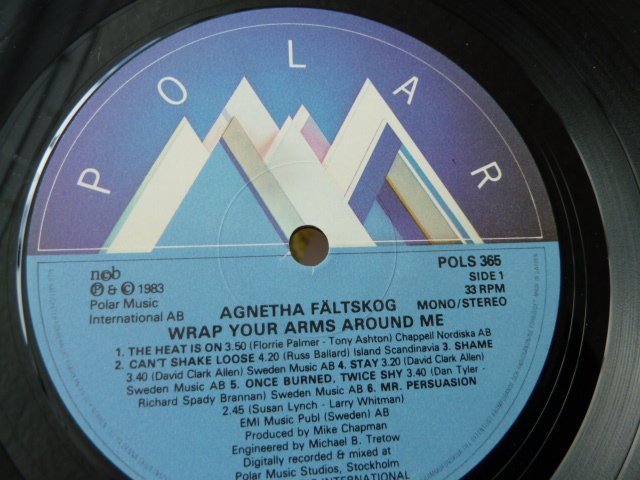 POLAR
ncb
℗ & © 1983
Polar Music
International AB
POLS 365
SIDE 1
33 RPM
MONO/STEREO
AGNETHA FÄLTSKOG
WRAP YOUR ARMS AROUND ME
1. THE HEAT IS ON 3.50 (Florrie Palmer - Tony Ashton) Chappell Nordiska AB
2. CAN'T SHAKE LOOSE 4.20 (Russ Ballard) Island Scandinavia 3. SHAME
3.40 (David Clark Allen) Sweden Music AB 4. STAY 3.20 (David Clark Allen)
Sweden Music AB 5. ONCE BURNED, TWICE SHY 3.40 (Dan Tyler -
Richard Spady Brannan) Sweden Music AB 6. MR. PERSUASION
2.45 (Susan Lynch - Larry Whitman)
EMI Music Publ (Sweden) AB
Produced by Mike Chapman
Engineered by Michael B. Tretow
Digitally recorded & mixed at
Polar Music Studios, Stockholm
INTERNATIONAL